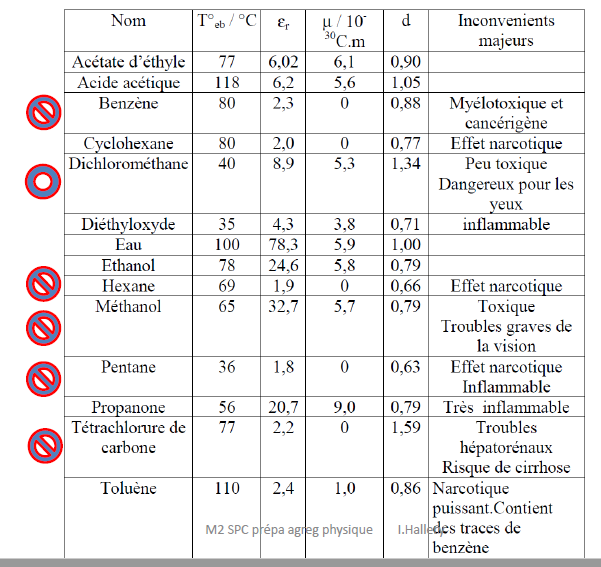 Nom T°eb / °C εr μ / 10⁻³⁰C.m d Inconvenients majeurs
Acétate d'éthyle 77 6,02 6,1 0,90
Acide acétique 118 6,2 5,6 1,05
Benzène 80 2,3 0 0,88 Myélotoxique et
cancérigène
Cyclohexane 80 2,0 0 0,77 Effet narcotique
Dichlorométhane 40 8,9 5,3 1,34 Peu toxique
Dangereux pour les
yeux
Diéthyloxyde 35 4,3 3,8 0,71 inflammable
Eau 100 78,3 5,9 1,00
Ethanol 78 24,6 5,8 0,79
Hexane 69 1,9 0 0,66 Effet narcotique
Méthanol 65 32,7 5,7 0,79 Toxique
Troubles graves de
la vision
Pentane 36 1,8 0 0,63 Effet narcotique
Inflammable
Propanone 56 20,7 9,0 0,79 Très inflammable
Tétrachlorure de 77 2,2 0 1,59 Troubles
carbone hépatorénaux
Risque de cirrhose
Toluène 110 2,4 1,0 0,86 Narcotique
puissant.Contient
M2 SPC prépa agreg physique des traces de
benzène